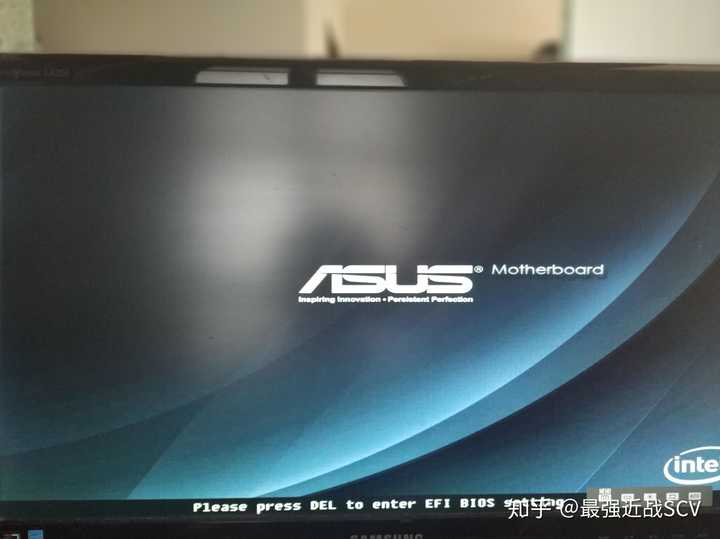 ASUS® Motherboard
Inspiring Innovation • Persistent Perfection
intel
Please press DEL to enter EFI BIOS setting
知乎 @最强近战SCV
SAMSUNG